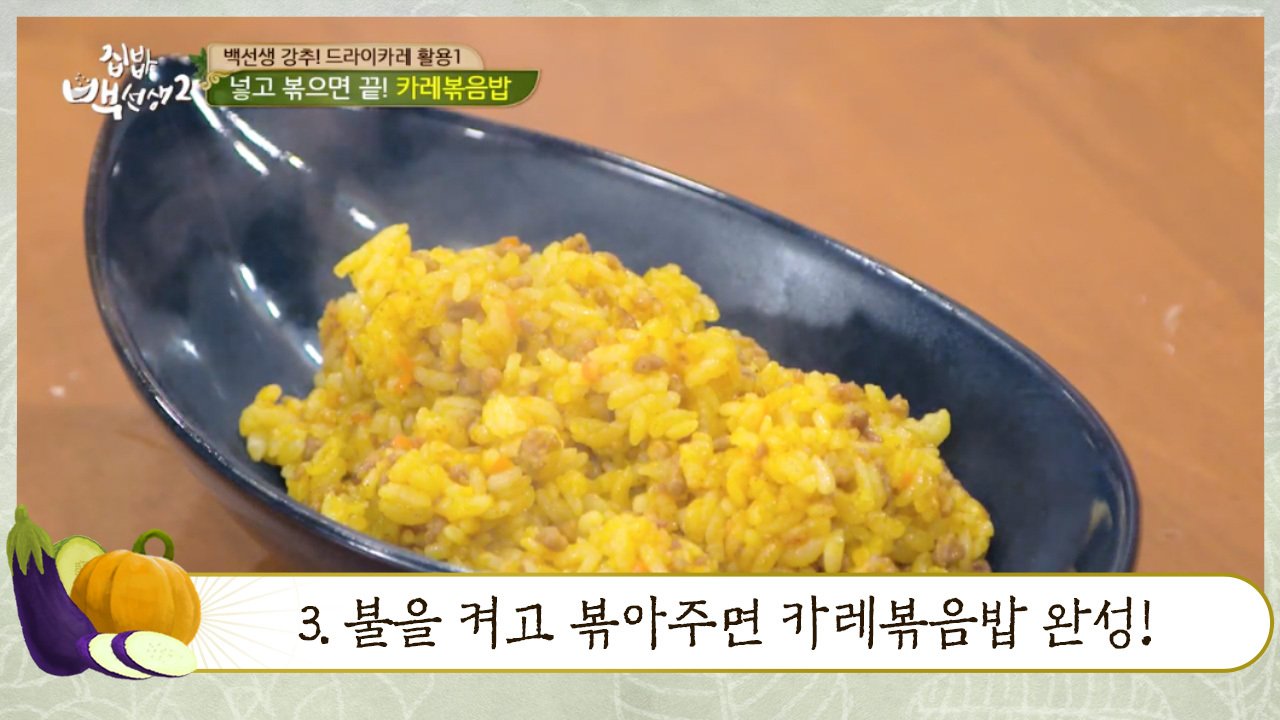 집밥
백선생2
백선생 강추! 드라이카레 활용1
넣고 볶으면 끝! 카레볶음밥
3. 불을 켜고 볶아주면 카레볶음밥 완성!